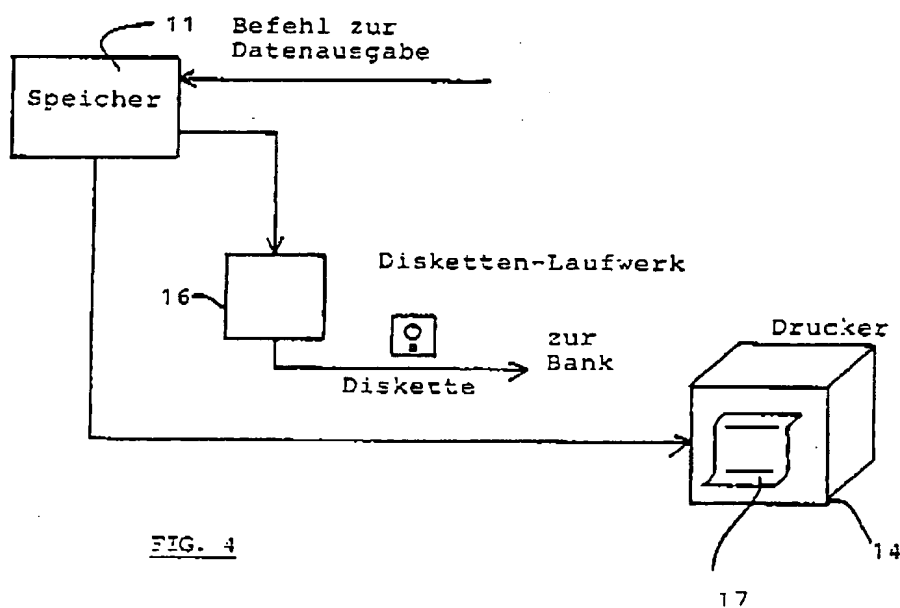 11
Befehl zur
Datenausgabe
Speicher
Disketten-Laufwerk
16
Drucker
zur
Bank
Diskette
FIG. 4
14
17